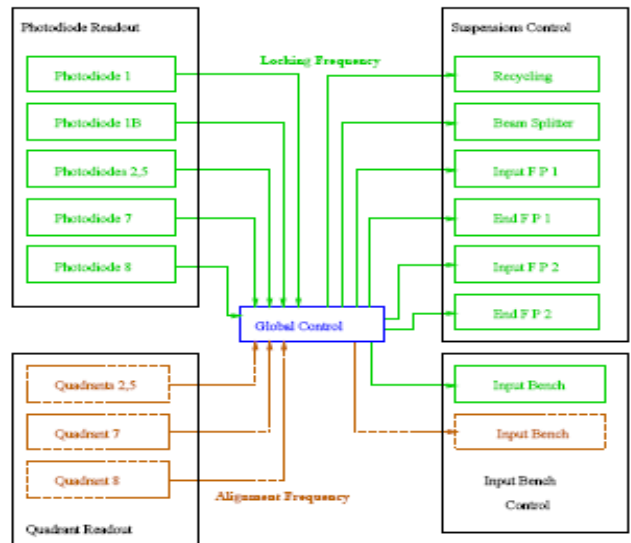 Photodiode Readout
Photodiode 1
Photodiode 1B
Photodiodes 2,5
Photodiode 7
Photodiode 8
Locking Frequency
Suspensions Control
Recycling
Beam Splitter
Input F P 1
End F P 1
Input F P 2
End F P 2
Global Control
Quadrants 2,5
Quadrant 7
Quadrant 8
Quadrant Readout
Alignment Frequency
Input Bench
Input Bench
Input Bench
Control